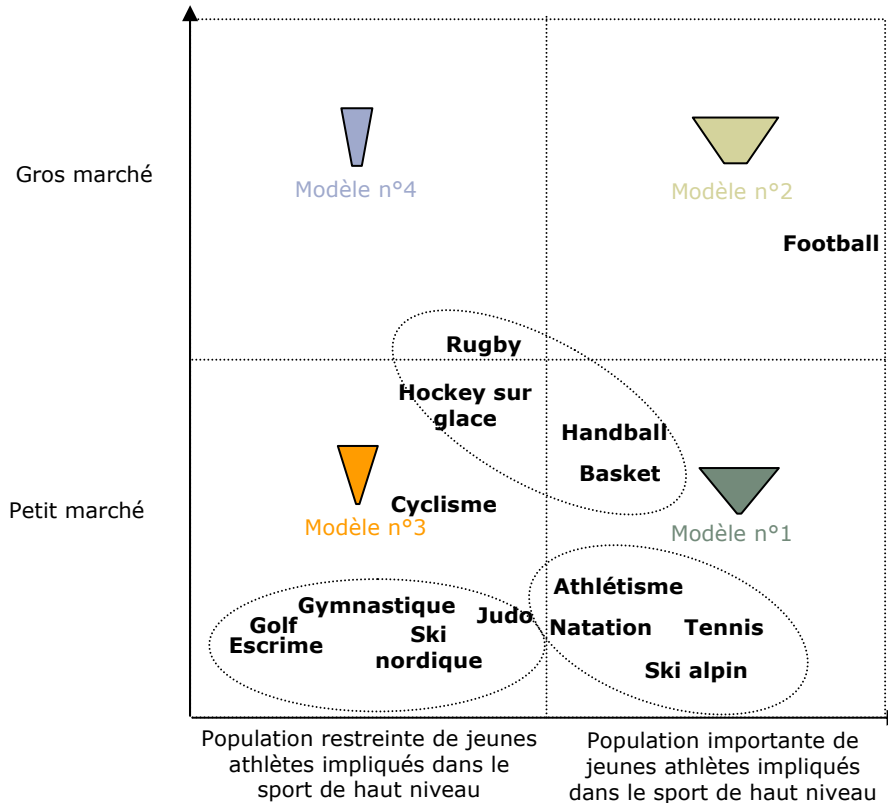 Gros marché
Modèle n°4
Modèle n°2
Football
Rugby
Hockey sur
glace
Handball
Basket
Petit marché
Cyclisme
Modèle n°3
Modèle n°1
Athlétisme
Gymnastique
Judo
Natation
Tennis
Golf
Escrime
Ski
nordique
Ski alpin
Population restreinte de jeunes
athlètes impliqués dans le
sport de haut niveau
Population importante de
jeunes athlètes impliqués
dans le sport de haut niveau